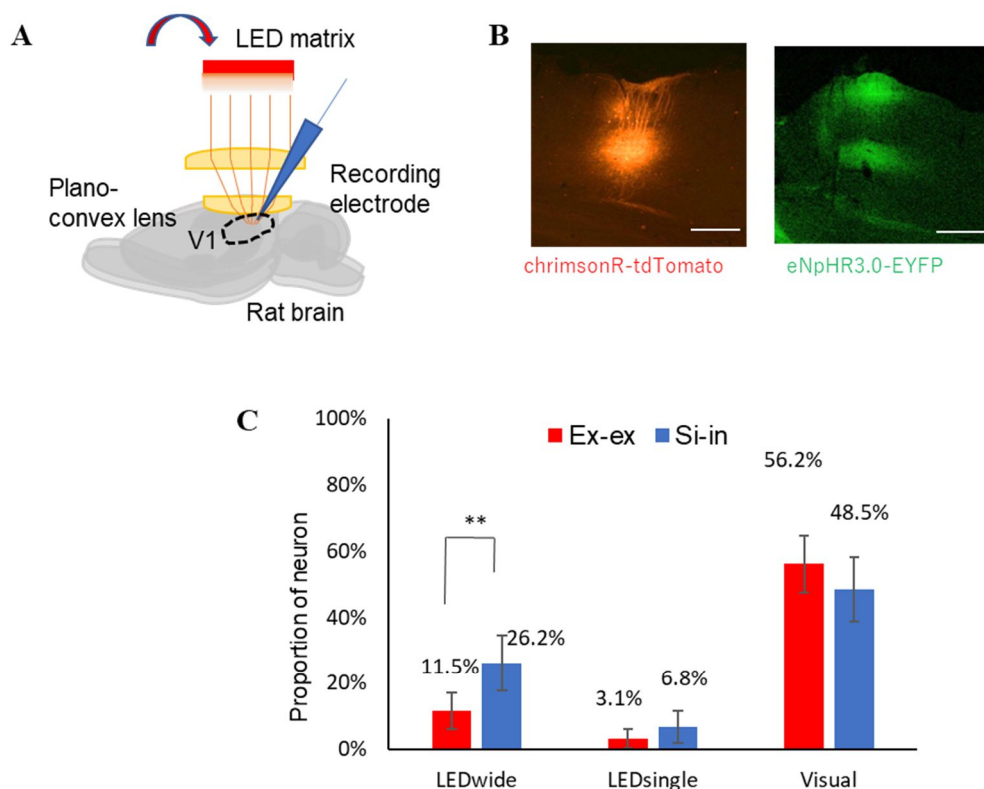 A
LED matrix
Plano-
convex lens
V1
Recording
electrode
Rat brain
B
chrimsonR-tdTomato
eNpHR3.0-EYFP
C
Ex-ex
Si-in
Proportion of neuron
100%
80%
60%
40%
20%
0%
**
11.5%
26.2%
3.1%
6.8%
56.2%
48.5%
LEDwide
LEDsingle
Visual